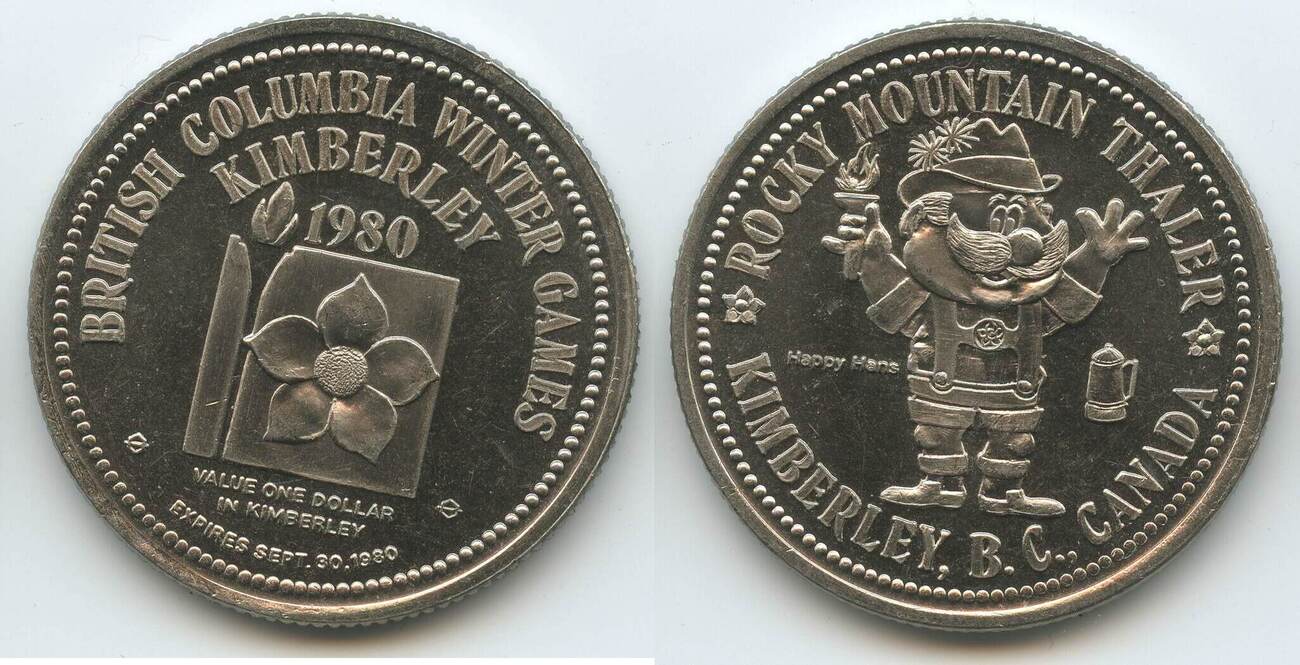 BRITISH COLUMBIA WINTER GAMES
KIMBERLEY
1980
VALUE ONE DOLLAR
IN KIMBERLEY
EXPIRES SEPT. 30. 1980
ROCKY MOUNTAIN THALER
Happy Hans
KIMBERLEY, B. C., CANADA